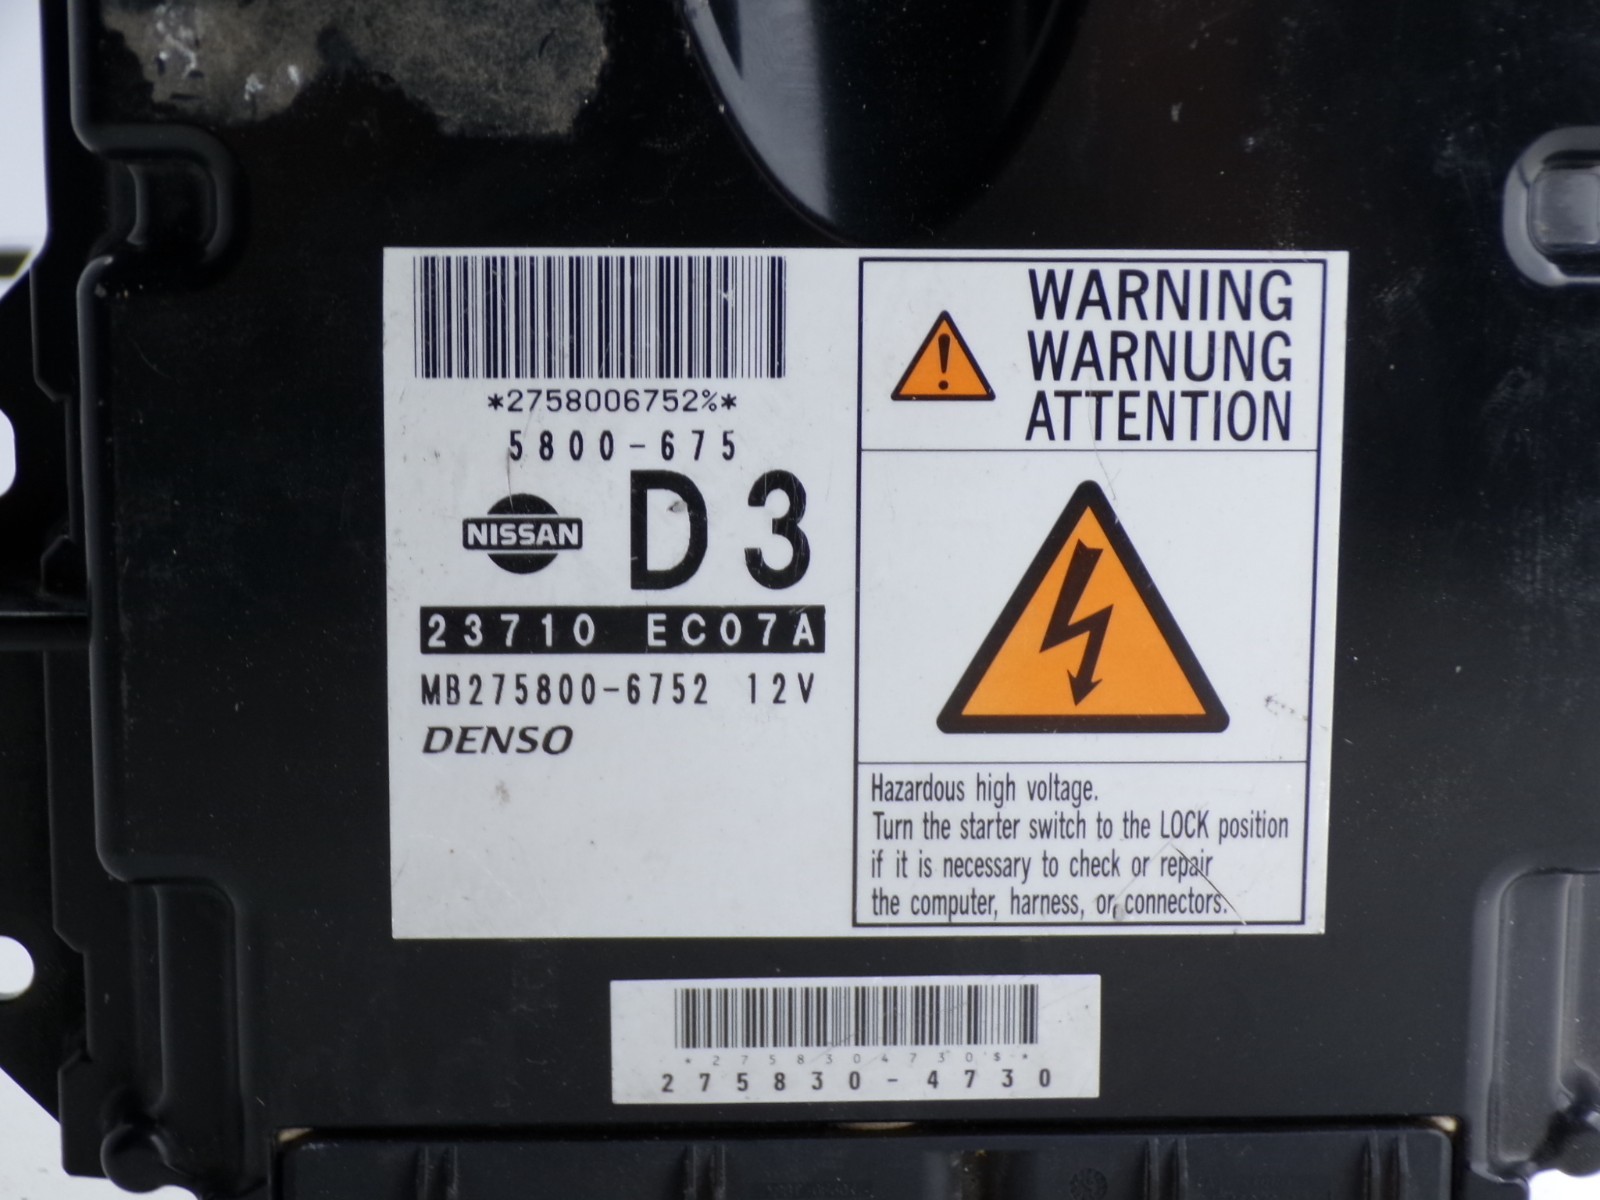 *2758006752%*
5800-675
NISSAN
D3
23710 EC07A
MB275800-6752 12V
DENSO
WARNING
WARNUNG
ATTENTION
Hazardous high voltage.
Turn the starter switch to the LOCK position
if it is necessary to check or repair
the computer, harness, or connectors.
*2758304730$*
275830-4730